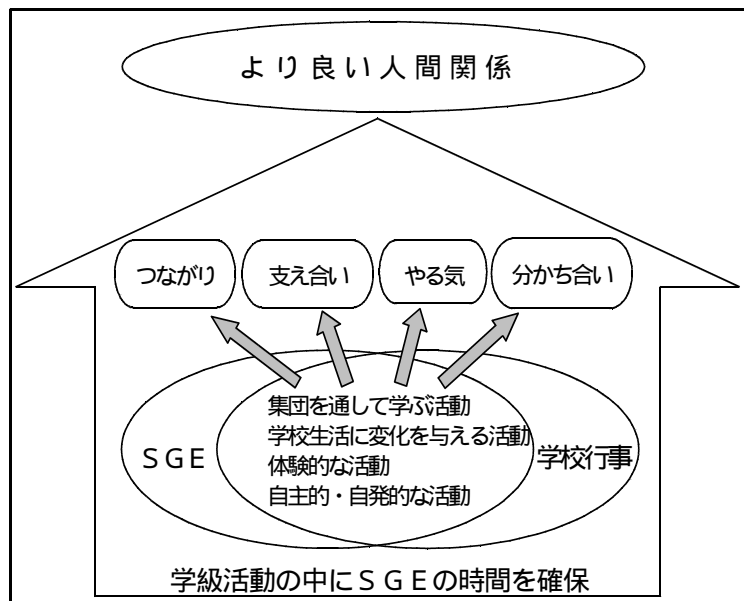 より良い人間関係
つながり
支え合い
やる気
分かち合い
集団を通して学ぶ活動
学校生活に変化を与える活動
体験的な活動
自主的・自発的な活動
ＳＧＥ
学校行事
学級活動の中にＳＧＥの時間を確保